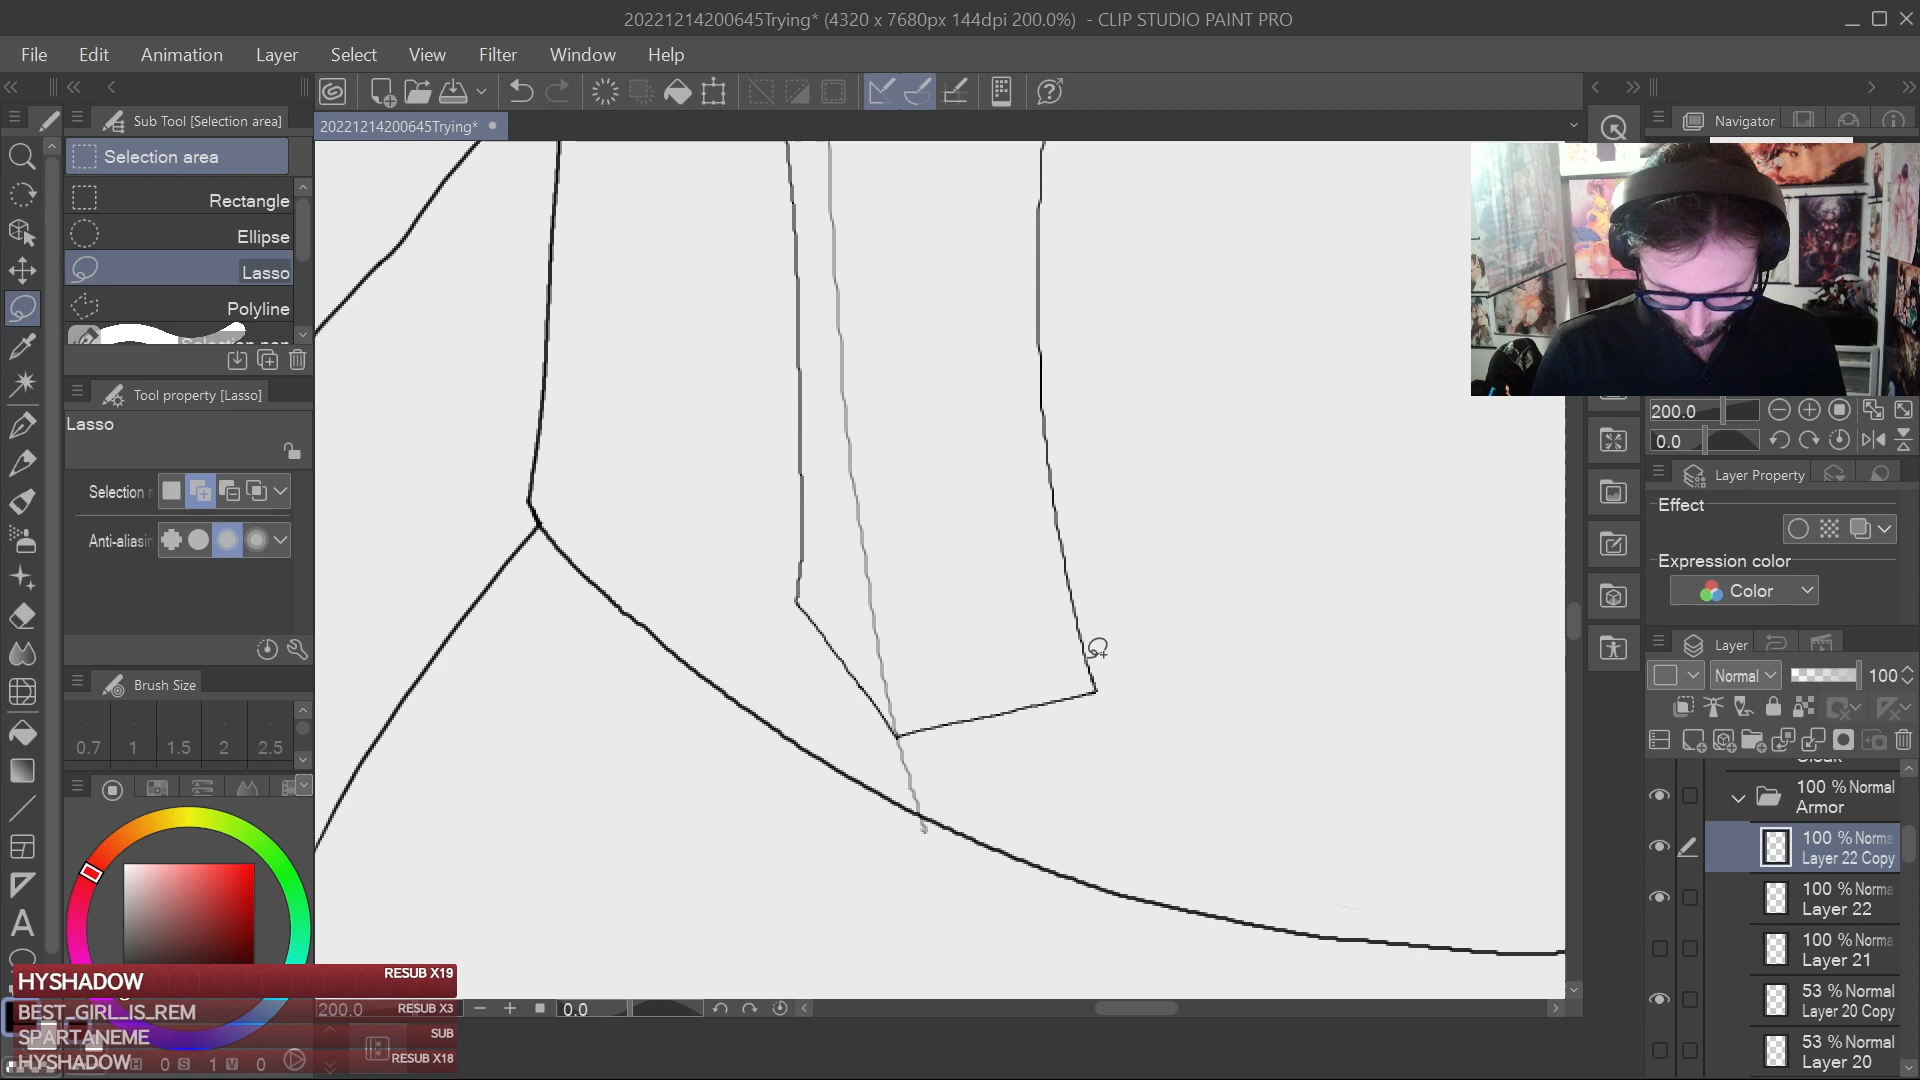 20221214200645Trying* (4320 x 7680px 144dpi 200.0%) - CLIP STUDIO PAINT PRO
File Edit Animation Layer Select View Filter Window Help
Sub Tool [Selection area]
20221214200645Trying*
Navigator
Selection area
Rectangle
Ellipse
Lasso
Polyline
Tool property [Lasso]
Lasso
200.0
0.0
Layer Property
Selection
Effect
Anti-aliasin
Expression color
Color
Layer
Normal 100
Brush Size
0.7 1 1.5 2 2.5
100 % Normal
Armor
100 % Norma
Layer 22 Copy
100 % Norma
Layer 22
100 % Norma
Layer 21
53 % Normal
Layer 20 Copy
53 % Normal
Layer 20
HYSHADOW RESUB X19
BEST_GIRL_IS_REM RESUB X3
SPARTANEME SUB
HYSHADOW RESUB X18
200.0 0.0
H 0 S 1 V 0